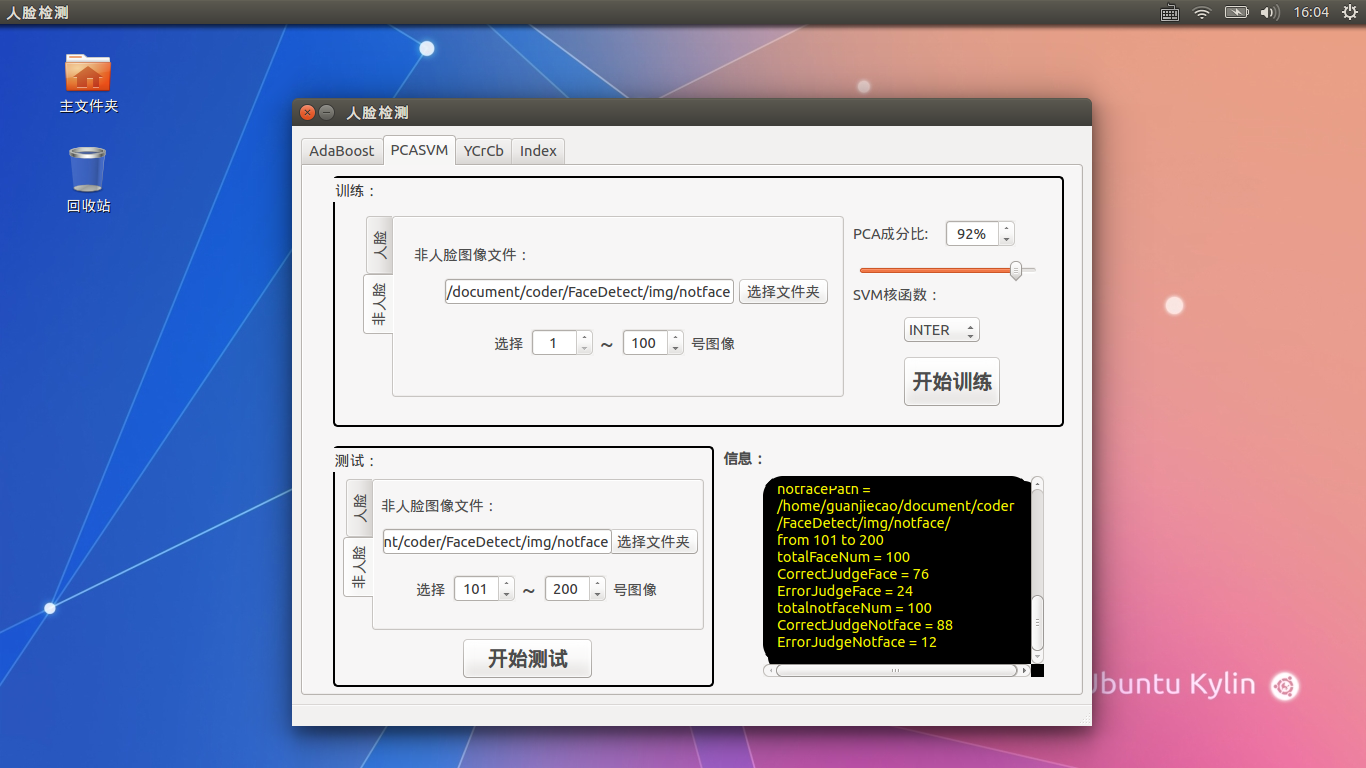 人脸检测
16:04
主文件夹
回收站
人脸检测
AdaBoost PCASVM YCrCb Index
训练：
人脸
非人脸
非人脸图像文件：
/document/coder/FaceDetect/img/notface 选择文件夹
选择 1 ~ 100 号图像
PCA成分比: 92%
SVM核函数：
INTER
开始训练
测试：
人脸
非人脸
非人脸图像文件：
nt/coder/FaceDetect/img/notface 选择文件夹
选择 101 ~ 200 号图像
开始测试
信息：
notfacePath =
/home/guanjiecao/document/coder
/FaceDetect/img/notface/
from 101 to 200
totalFaceNum = 100
CorrectJudgeFace = 76
ErrorJudgeFace = 24
totalnotfaceNum = 100
CorrectJudgeNotface = 88
ErrorJudgeNotface = 12
Ubuntu Kylin